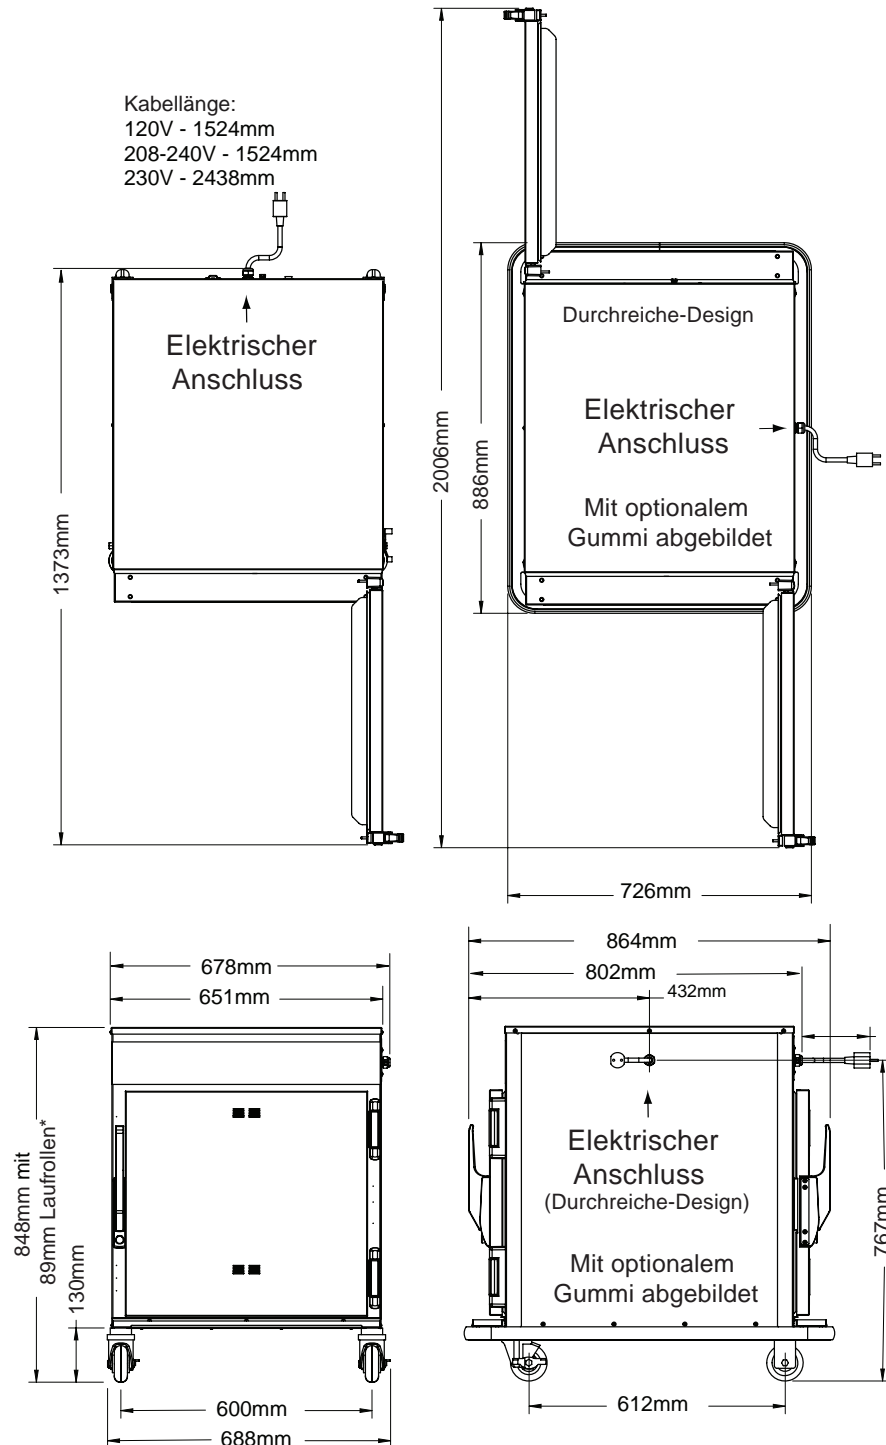 Kabellänge:
120V - 1524mm
208-240V - 1524mm
230V - 2438mm
Elektrischer
Anschluss
1373mm
2006mm
886mm
Durchreiche-Design
Elektrischer
Anschluss
Mit optionalem
Gummi abgebildet
726mm
678mm
651mm
848mm mit
89mm Laufrollen*
130mm
600mm
688mm
864mm
802mm
432mm
Elektrischer
Anschluss
(Durchreiche-Design)
Mit optionalem
Gummi abgebildet
767mm
612mm